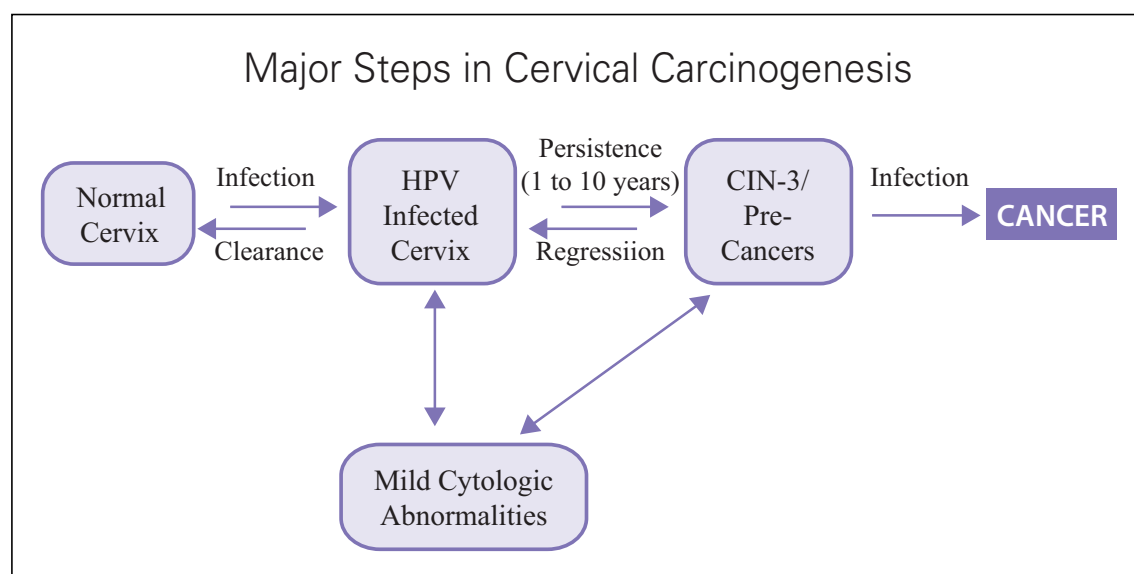 Major Steps in Cervical Carcinogenesis
Normal
Cervix
Infection
Clearance
HPV
Infected
Cervix
Persistence
(1 to 10 years)
Regressiion
CIN-3/
Pre-
Cancers
Infection
CANCER
Mild Cytologic
Abnormalities